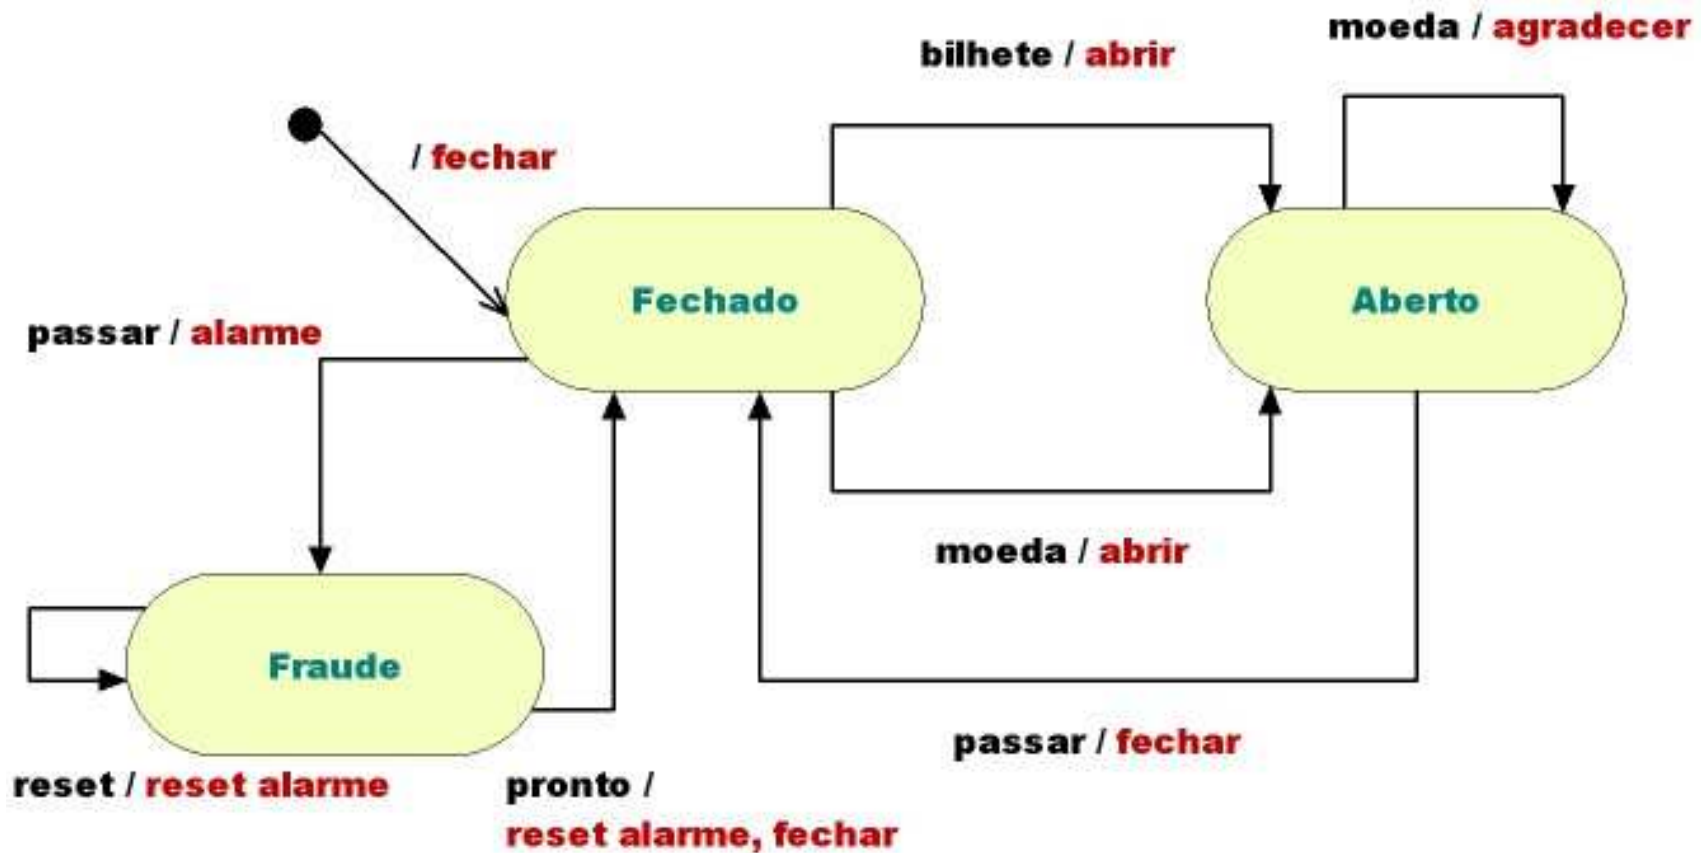 moeda / agradecer
bilhete / abrir
/ fechar
Fechado
Aberto
passar / alarme
moeda / abrir
Fraude
passar / fechar
reset / reset alarme
pronto /
reset alarme, fechar